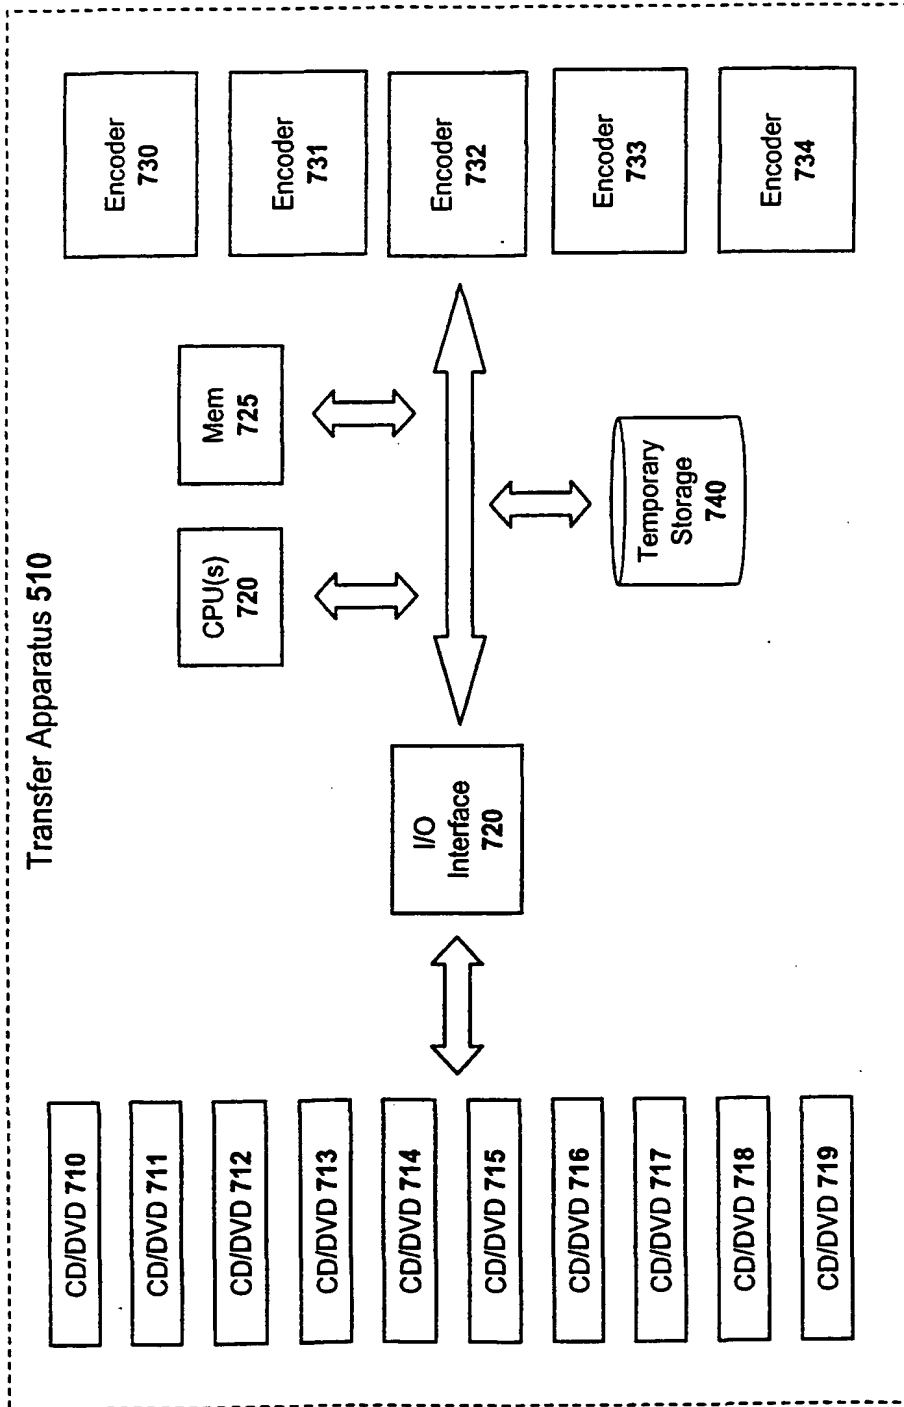 Transfer Apparatus 510
CD/DVD 710
CD/DVD 711
CD/DVD 712
CD/DVD 713
CD/DVD 714
CD/DVD 715
CD/DVD 716
CD/DVD 717
CD/DVD 718
CD/DVD 719
I/O
Interface
720
CPU(s)
720
Mem
725
Temporary
Storage
740
Encoder
730
Encoder
731
Encoder
732
Encoder
733
Encoder
734